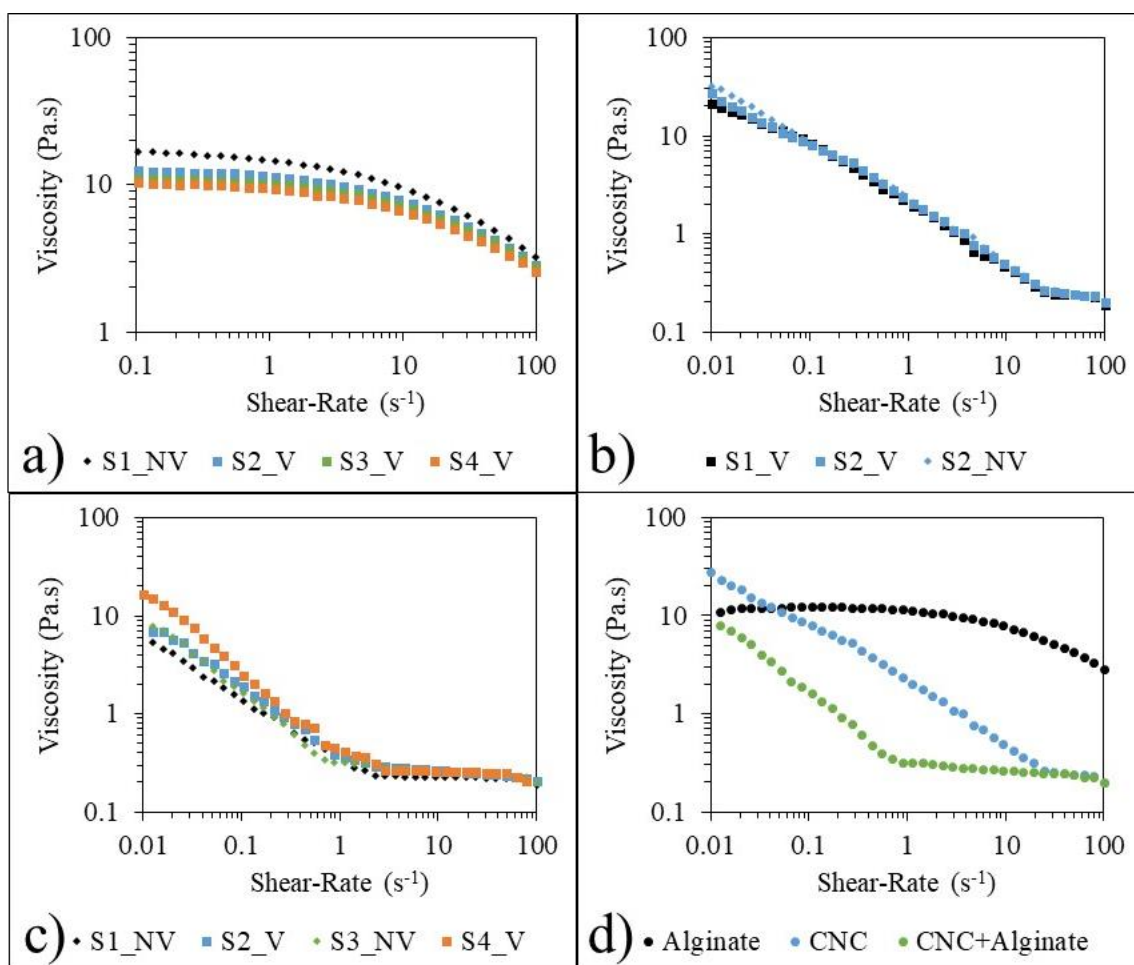 100
10
1
Viscosity (Pa.s)
0.1 1 10 100
Shear-Rate (s⁻¹)
a) S1_NV S2_V S3_V S4_V
100
10
1
0.1
Viscosity (Pa.s)
0.01 0.1 1 10 100
Shear-Rate (s⁻¹)
b) S1_V S2_V S2_NV
100
10
1
0.1
Viscosity (Pa.s)
0.01 0.1 1 10 100
Shear-Rate (s⁻¹)
c) S1_NV S2_V S3_NV S4_V
100
10
1
0.1
Viscosity (Pa.s)
0.01 0.1 1 10 100
Shear-Rate (s⁻¹)
d) Alginate CNC CNC+Alginate